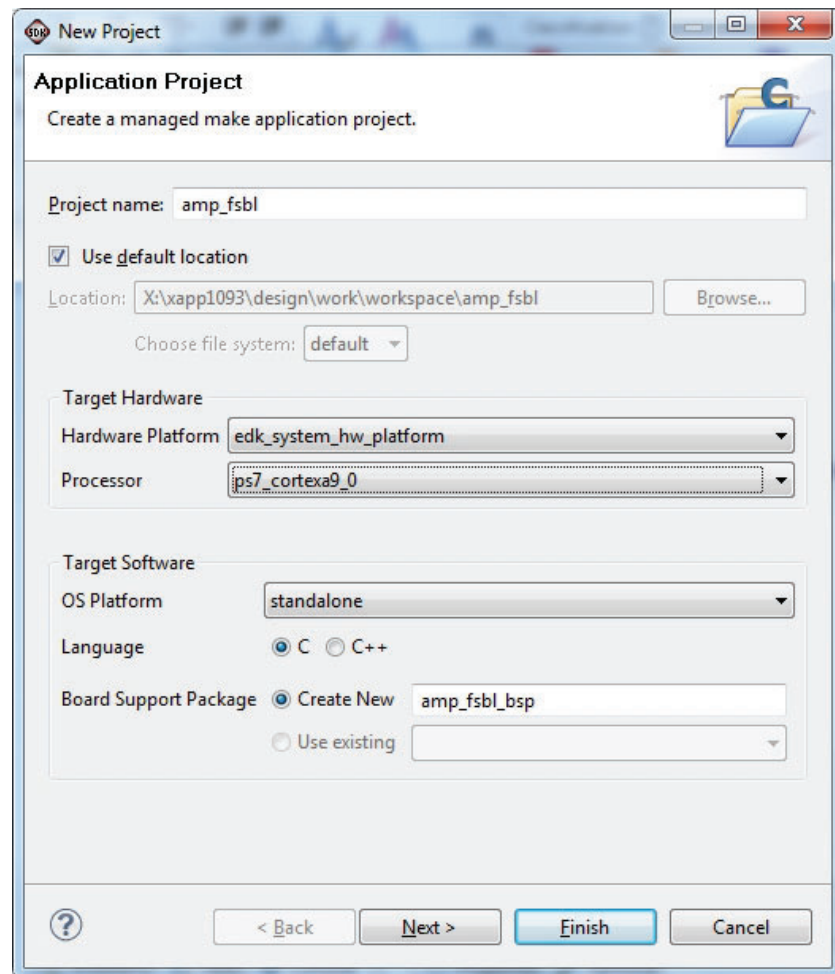 SDK New Project
Application Project
Create a managed make application project.
Project name: amp_fsbl
Use default location
Location: X:\xapp1093\design\work\workspace\amp_fsbl Browse...
Choose file system: default
Target Hardware
Hardware Platform edk_system_hw_platform
Processor ps7_cortexa9_0
Target Software
OS Platform standalone
Language C C++
Board Support Package Create New amp_fsbl_bsp
Use existing
? < Back Next > Finish Cancel